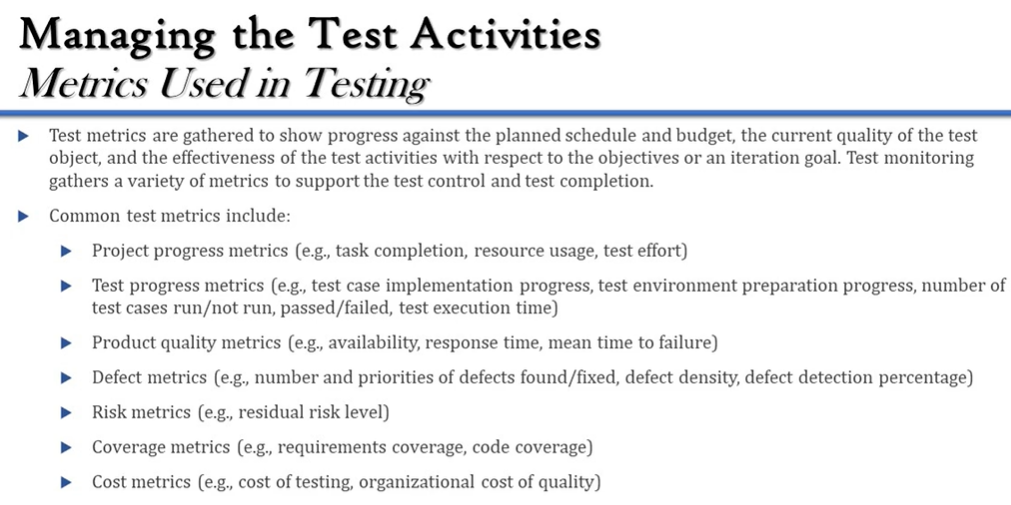 Managing the Test Activities
Metrics Used in Testing
Test metrics are gathered to show progress against the planned schedule and budget, the current quality of the test
object, and the effectiveness of the test activities with respect to the objectives or an iteration goal. Test monitoring
gathers a variety of metrics to support the test control and test completion.
Common test metrics include:
Project progress metrics (e.g., task completion, resource usage, test effort)
Test progress metrics (e.g., test case implementation progress, test environment preparation progress, number of
test cases run/not run, passed/failed, test execution time)
Product quality metrics (e.g., availability, response time, mean time to failure)
Defect metrics (e.g., number and priorities of defects found/fixed, defect density, defect detection percentage)
Risk metrics (e.g., residual risk level)
Coverage metrics (e.g., requirements coverage, code coverage)
Cost metrics (e.g., cost of testing, organizational cost of quality)